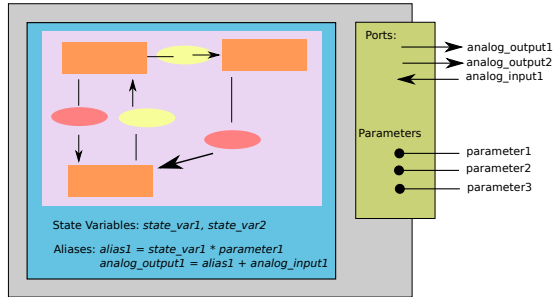 Ports:
analog_output1
analog_output2
analog_input1
Parameters
parameter1
parameter2
parameter3
State Variables: state_var1, state_var2
Aliases: alias1 = state_var1 * parameter1
analog_output1 = alias1 + analog_input1